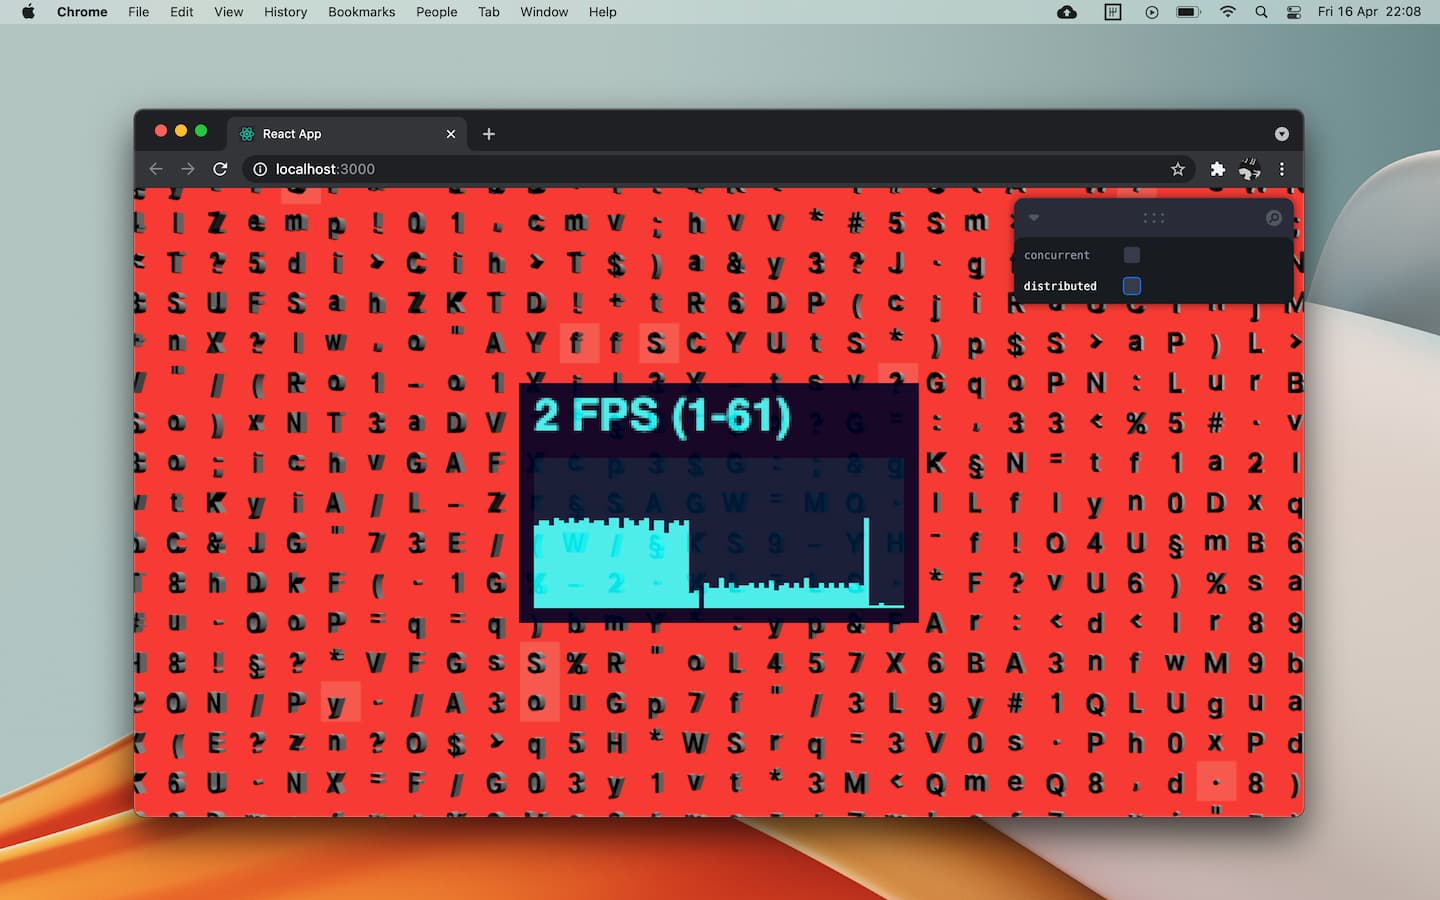 Chrome File Edit View History Bookmarks People Tab Window Help Fri 16 Apr 22:08
React App
localhost:3000
I Z e m p ! 0 1 . c m v ; h v v * # 5 S m
T ? 5 d i > C i h > T $ ) a & y 3 ? J · g
concurrent
distributed
S U F S a h Z K T D ! + t R 6 D P ( c j i R
n X ? I w . o " A Y f f S C Y U t S * ) p $ S > a P ) L >
" / ( R o 1 - o 1 X G q o P N : L u r B
2 FPS (1-61)
o ) x N T 3 a D V : , 3 3 < % 5 # · v
o ; i c h v G A F K § N = t f 1 a 2 I
t K y i A / L - Z I L f I y n 0 D x q
C & J G " 7 3 E / ( W / § K S 9 - Y H - f ! O 4 U § m B 6
& h D k F ( - 1 G * F ? v U 6 ) % s a
u - O o P = q = q A r : < d < I r 8 9
8 ! § ? * V F G s S % R " o L 4 5 7 X 6 B A 3 n f w M 9 b
O N / P y - / A 3 o u G p 7 f " / 3 L 9 y # 1 Q L U g u a
( E ? z n ? O $ > q 5 H * W S r q = 3 V 0 s · P h 0 x P d
6 U - N X = F / G 0 3 y 1 v t * 3 M < Q m e Q 8 , d · 8 )